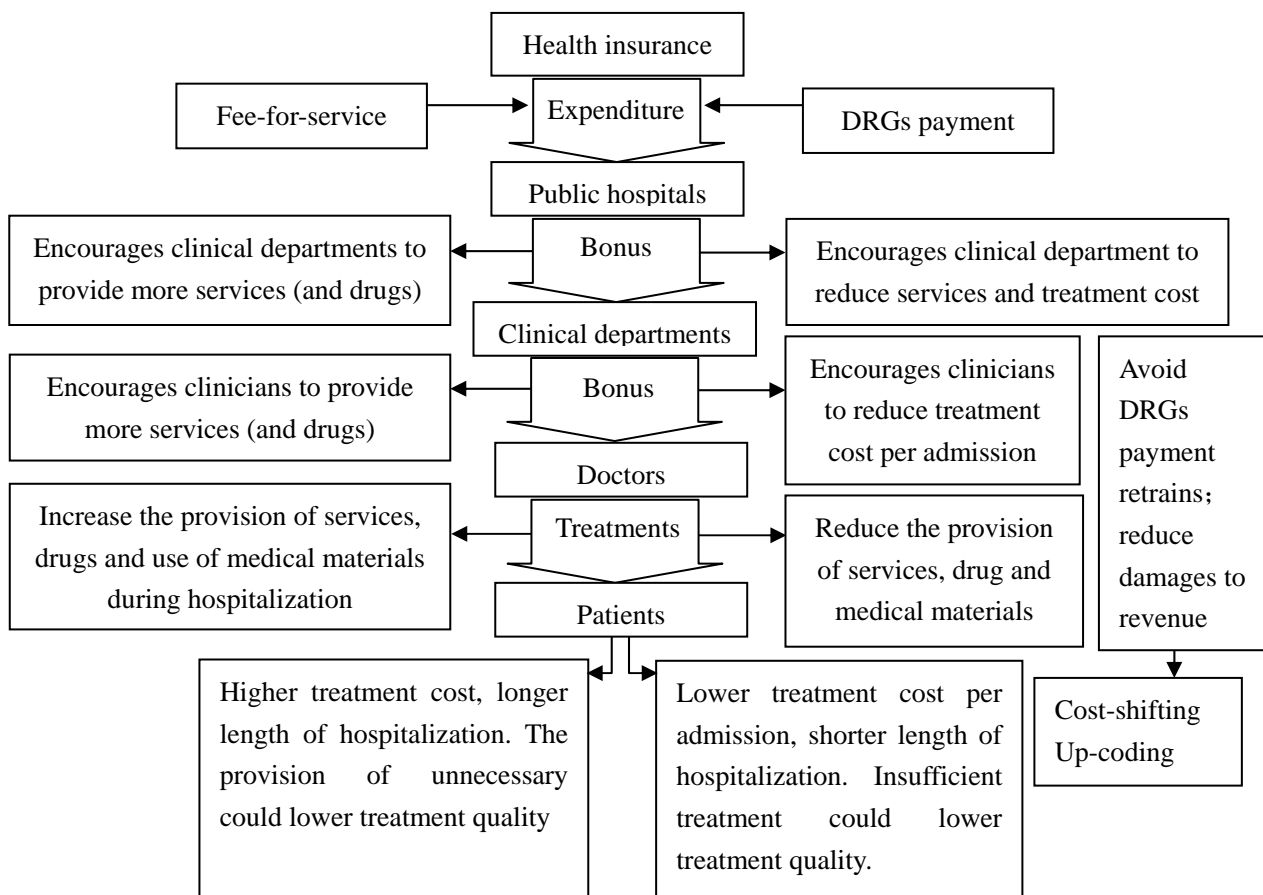 Health insurance
Fee-for-service
Expenditure
DRGs payment
Public hospitals
Encourages clinical departments to
provide more services (and drugs)
Bonus
Encourages clinical department to
reduce services and treatment cost
Clinical departments
Encourages clinicians to provide
more services (and drugs)
Bonus
Encourages clinicians
to reduce treatment
cost per admission
Avoid
DRGs
payment
retrains；
reduce
damages to
revenue
Doctors
Increase the provision of services,
drugs and use of medical materials
during hospitalization
Treatments
Reduce the provision
of services, drug and
medical materials
Patients
Higher treatment cost, longer
length of hospitalization. The
provision of unnecessary
could lower treatment quality
Lower treatment cost per
admission, shorter length of
hospitalization. Insufficient
treatment could lower
treatment quality.
Cost-shifting
Up-coding